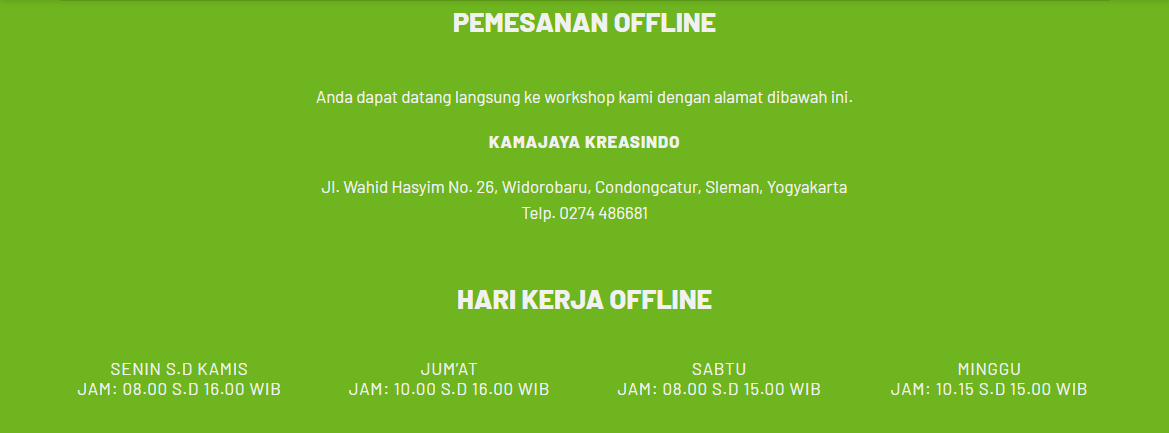 PEMESANAN OFFLINE
Anda dapat datang langsung ke workshop kami dengan alamat dibawah ini.
KAMAJAYA KREASINDO
Jl. Wahid Hasyim No. 26, Widorobaru, Condongcatur, Sleman, Yogyakarta
Telp. 0274 486681
HARI KERJA OFFLINE
SENIN S.D KAMIS
JAM: 08.00 S.D 16.00 WIB
JUM'AT
JAM: 10.00 S.D 16.00 WIB
SABTU
JAM: 08.00 S.D 15.00 WIB
MINGGU
JAM: 10.15 S.D 15.00 WIB